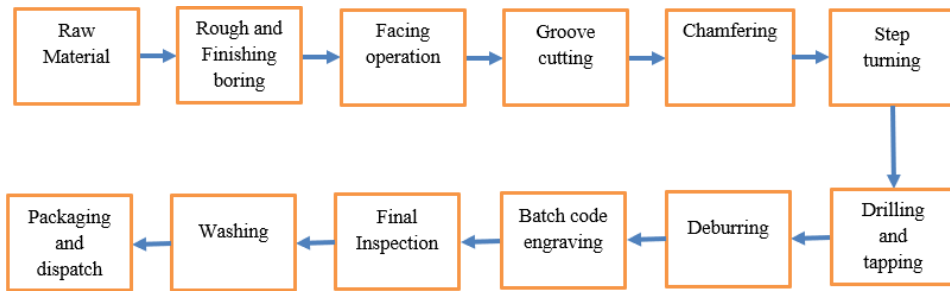 Raw
Material
Rough and
Finishing
boring
Facing
operation
Groove
cutting
Chamfering
Step
turning
Drilling
and
tapping
Deburring
Batch code
engraving
Final
Inspection
Washing
Packaging
and
dispatch